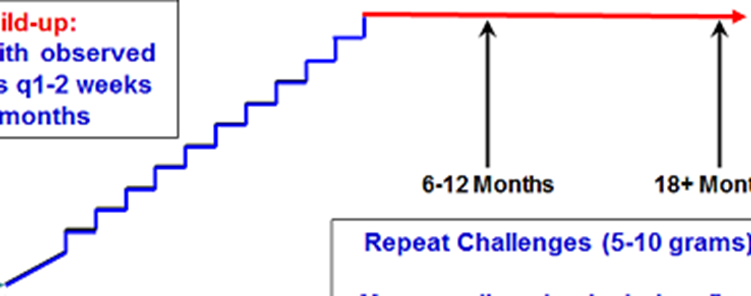 ild-up:
ith observed
s q1-2 weeks
months
6-12 Months
18+ Mont
Repeat Challenges (5-10 grams)